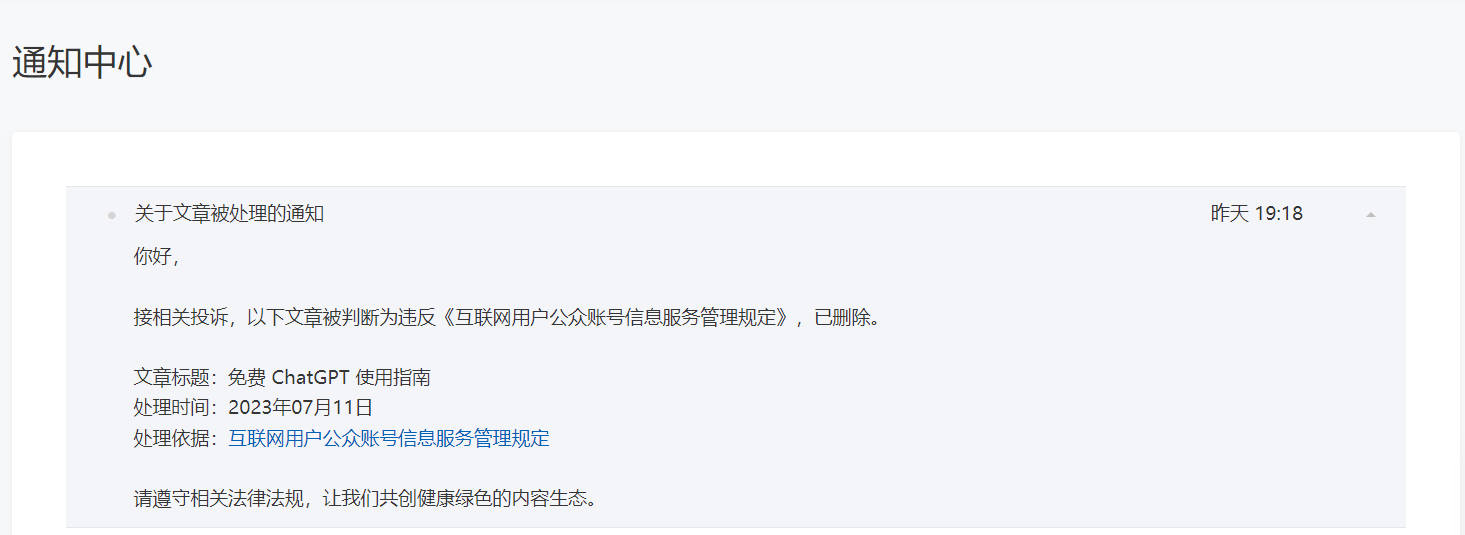 通知中心
关于文章被处理的通知 昨天 19:18
你好，
接相关投诉，以下文章被判断为违反《互联网用户公众账号信息服务管理规定》，已删除。
文章标题：免费 ChatGPT 使用指南
处理时间：2023年07月11日
处理依据：互联网用户公众账号信息服务管理规定
请遵守相关法律法规，让我们共创健康绿色的内容生态。